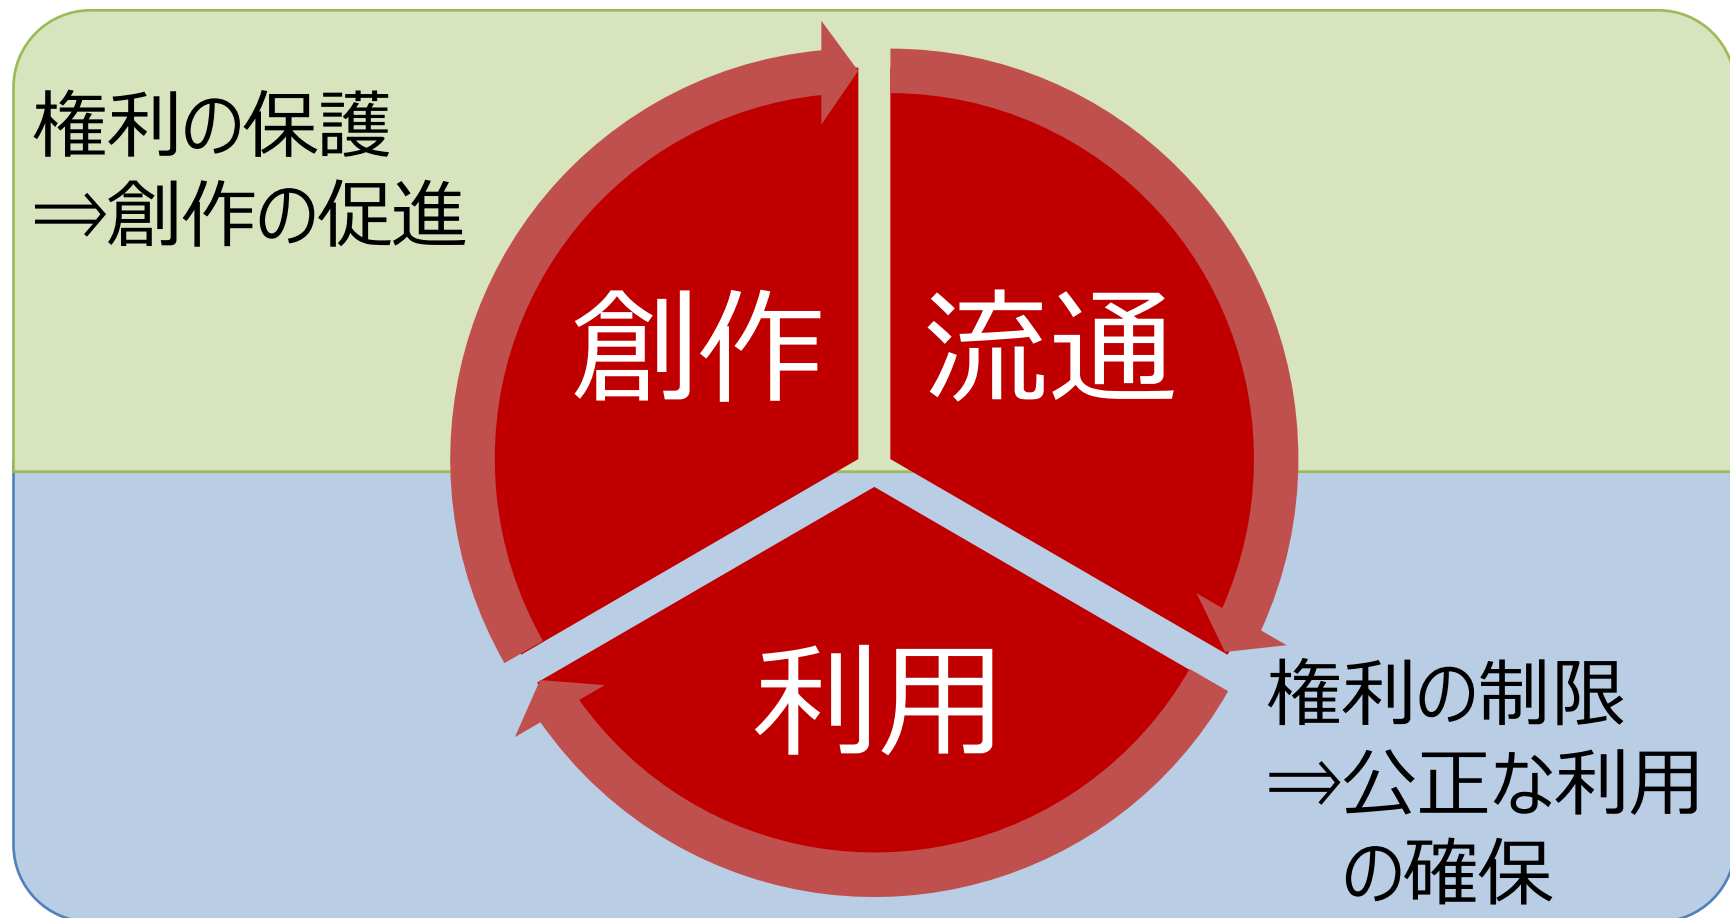 権利の保護
⇒創作の促進
創作
流通
利用
権利の制限
⇒公正な利用
の確保